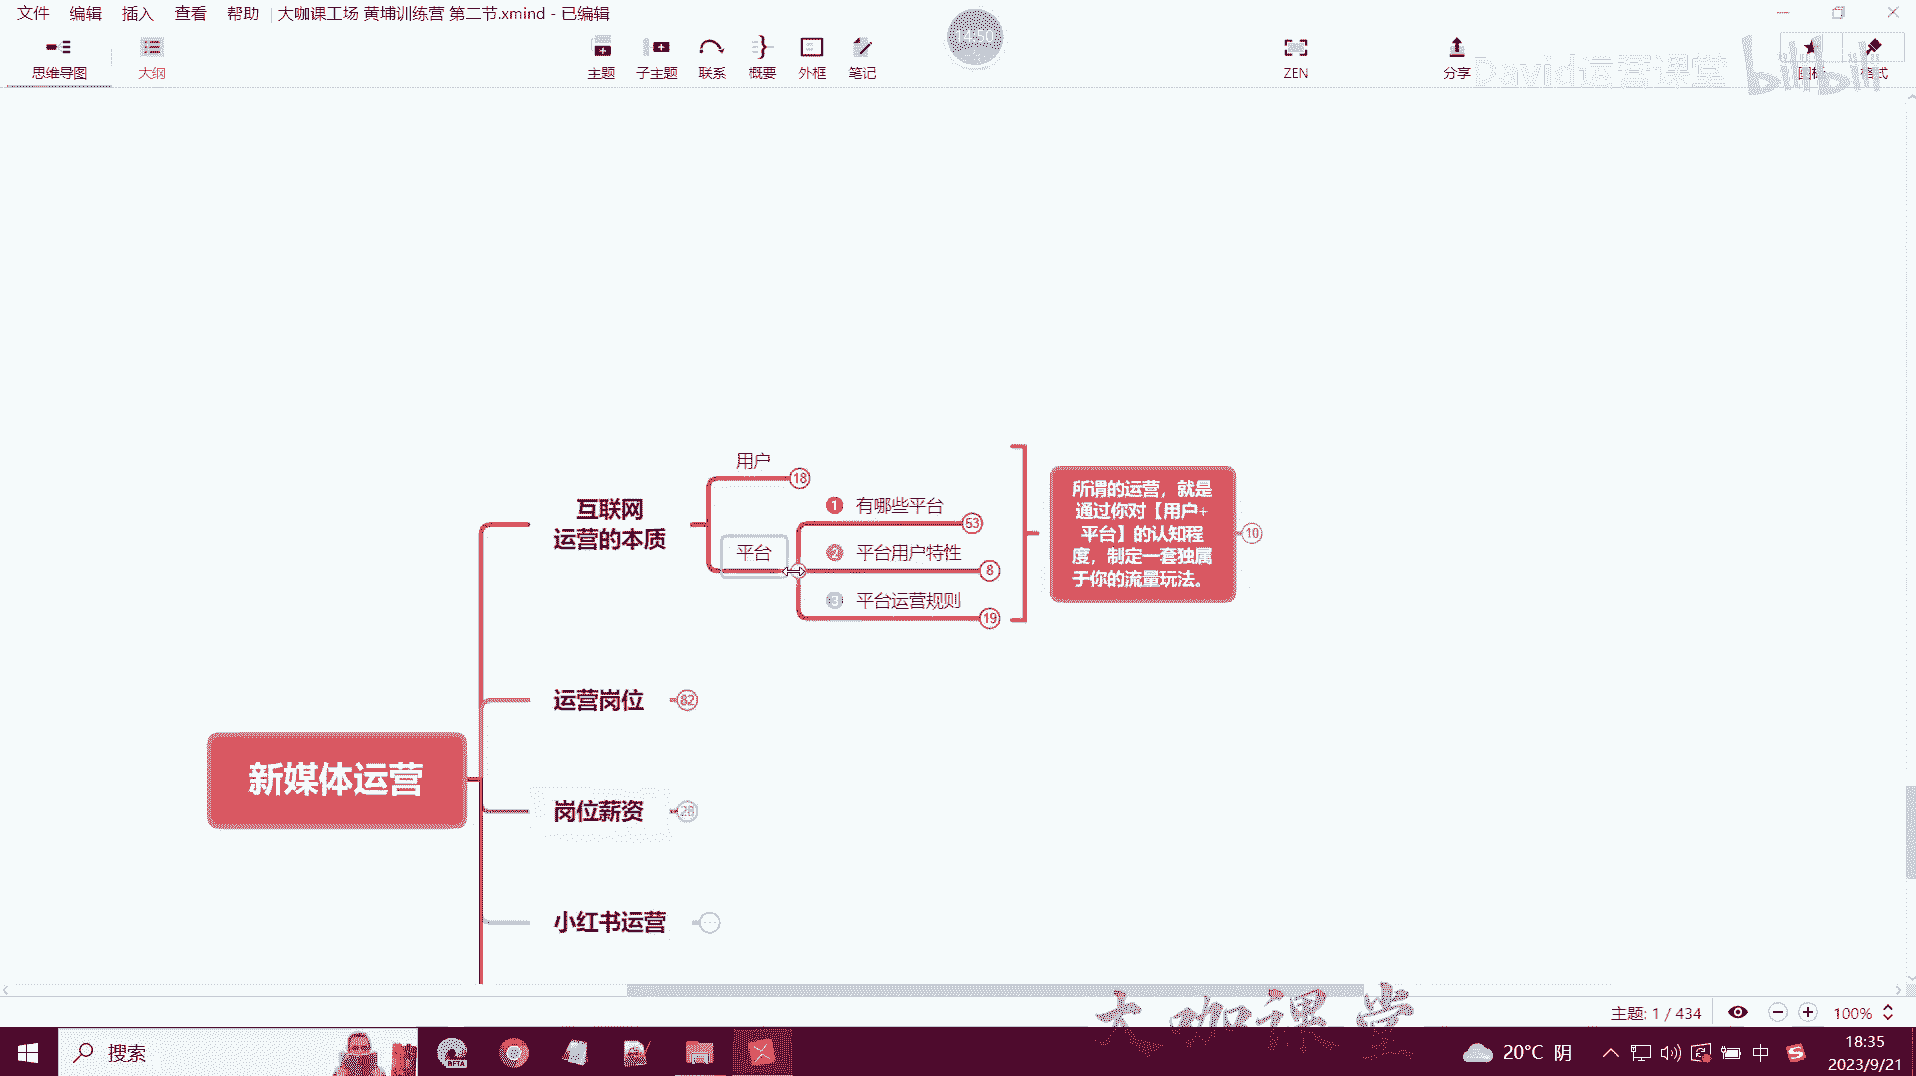 文件 编辑 插入 查看 帮助 大咖课工场 黄埔训练营 第二节.xmind - 已编辑
14:50
思维导图 大纲 主题 子主题 联系 概要 外框 笔记 ZEN 分享 图标 格式
David运营课堂 bilibili
用户
18
1 有哪些平台
53
互联网
运营的本质
平台
2 平台用户特性
8
3 平台运营规则
19
所谓的运营，就是
通过你对【用户+
平台】的认知程
度，制定一套独属
于你的流量玩法。
10
运营岗位 82
新媒体运营
岗位薪资 28
小红书运营
大咖课堂
主题: 1 / 434 100%
搜索
BETA
20°C 阴
中
18:35
2023/9/21